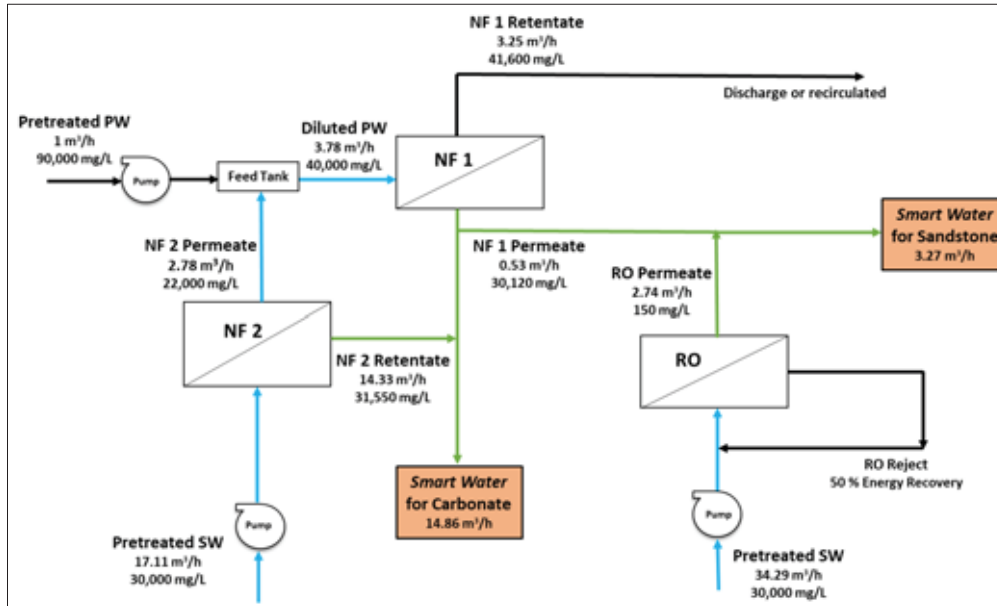 NF 1 Retentate
3.25 m³/h
41,600 mg/L
Discharge or recirculated
Pretreated PW
1 m³/h
90,000 mg/L
Pump
Feed Tank
Diluted PW
3.78 m³/h
40,000 mg/L
NF 1
Smart Water
for Sandstone
3.27 m³/h
NF 2 Permeate
2.78 m³/h
22,000 mg/L
NF 1 Permeate
0.53 m³/h
30,120 mg/L
RO Permeate
2.74 m³/h
150 mg/L
NF 2
NF 2 Retentate
14.33 m³/h
31,550 mg/L
RO
RO Reject
50 % Energy Recovery
Smart Water
for Carbonate
14.86 m³/h
Pump
Pump
Pretreated SW
17.11 m³/h
30,000 mg/L
Pretreated SW
34.29 m³/h
30,000 mg/L